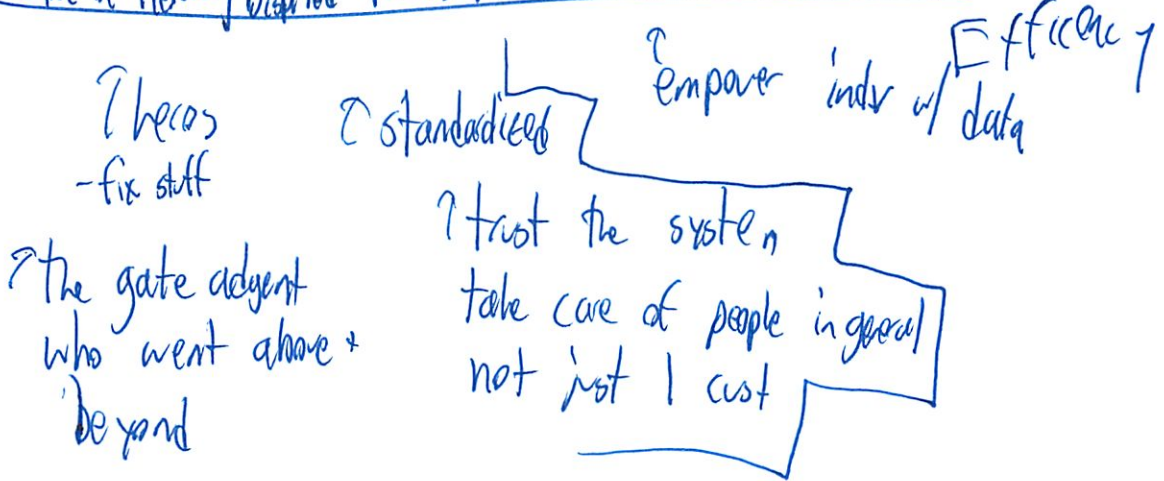 ↑ heros
- fix stuff
↑ the gate adgent
who went above +
beyond
↑ standardized
↑ trust the system
take care of people in general
not just 1 cust
Efficency
↑
empower indv w/ data